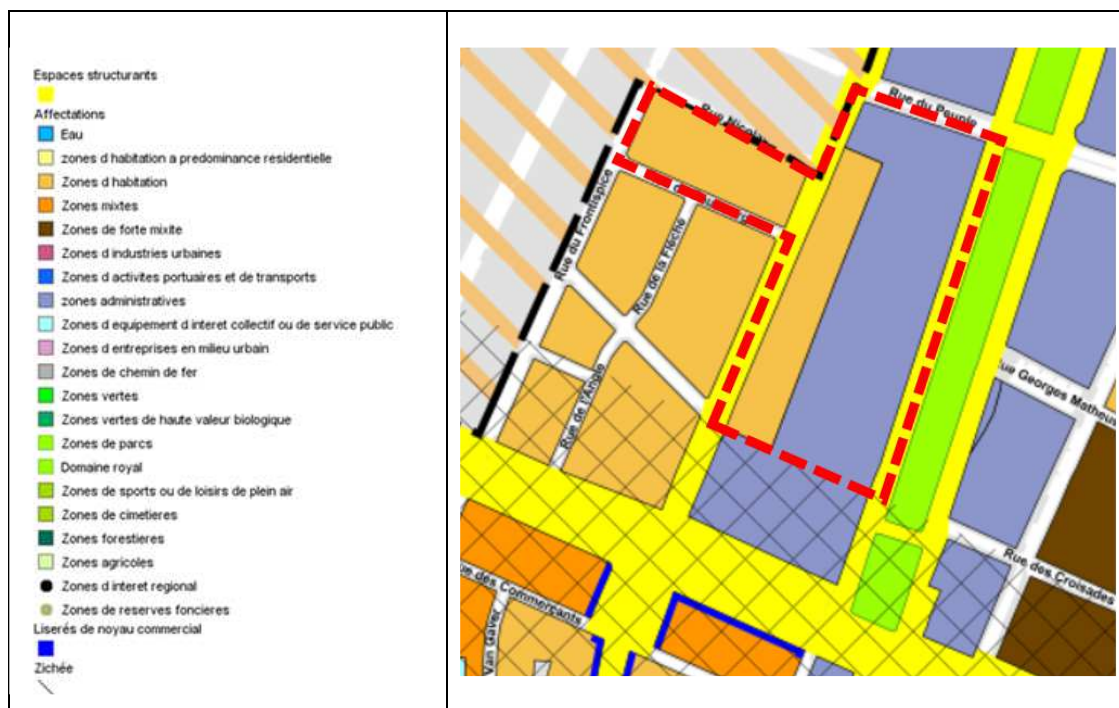 Espaces structurants
Affectations
Eau
zones d habitation a predominance residentielle
Zones d habitation
Zones mixtes
Zones de forte mixite
Zones d industries urbaines
Zones d activites portuaires et de transports
zones administratives
Zones d equipement d interet collectif ou de service public
Zones d entreprises en milieu urbain
Zones de chemin de fer
Zones vertes
Zones vertes de haute valeur biologique
Zones de parcs
Domaine royal
Zones de sports ou de loisirs de plein air
Zones de cimetieres
Zones forestieres
Zones agricoles
Zones d interet regional
Zones de reserves foncieres
Liserés de noyau commercial
Zichée
Rue Nicolay
Rue du Peuple
Rue du Frontispice
Rue de la Flèche
Rue de l'Ample
Rue Georges Matheus
Rue des Croisades
Rue des Commerçants
Van Gaver